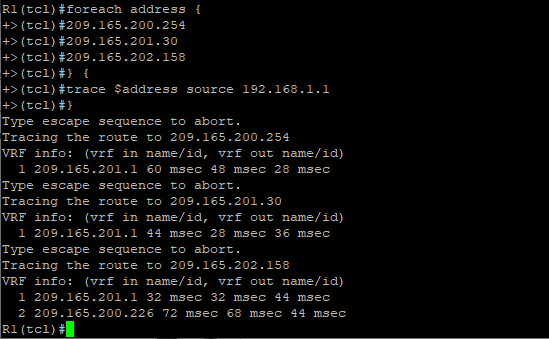 R1(tcl)#foreach address {
+>(tcl)#209.165.200.254
+>(tcl)#209.165.201.30
+>(tcl)#209.165.202.158
+>(tcl)#} {
+>(tcl)#trace $address source 192.168.1.1
+>(tcl)#}
Type escape sequence to abort.
Tracing the route to 209.165.200.254
VRF info: (vrf in name/id, vrf out name/id)
  1 209.165.201.1 60 msec 48 msec 28 msec
Type escape sequence to abort.
Tracing the route to 209.165.201.30
VRF info: (vrf in name/id, vrf out name/id)
  1 209.165.201.1 44 msec 28 msec 36 msec
Type escape sequence to abort.
Tracing the route to 209.165.202.158
VRF info: (vrf in name/id, vrf out name/id)
  1 209.165.201.1 32 msec 32 msec 44 msec
  2 209.165.200.226 72 msec 68 msec 44 msec
R1(tcl)#